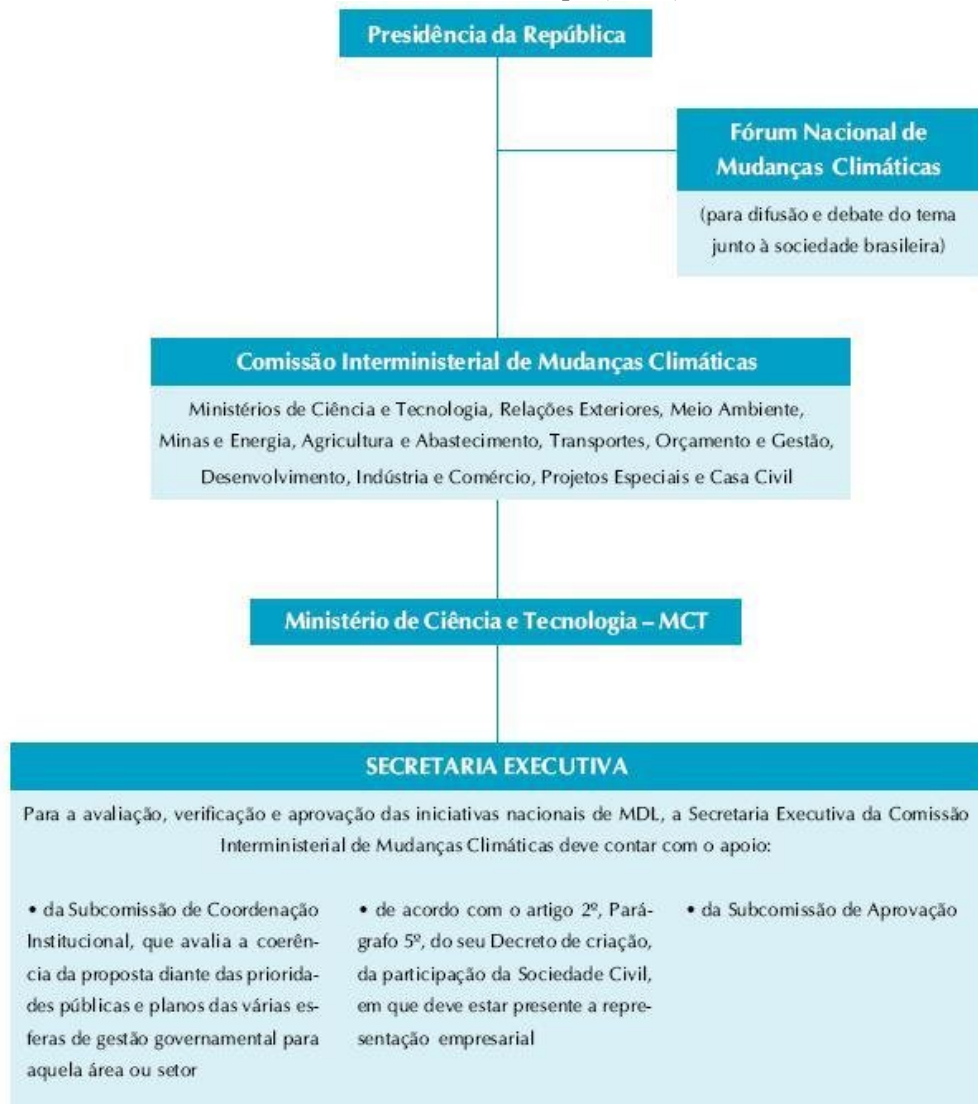 Presidência da República
Fórum Nacional de
Mudanças Climáticas
(para difusão e debate do tema
junto à sociedade brasileira)
Comissão Interministerial de Mudanças Climáticas
Ministérios de Ciência e Tecnologia, Relações Exteriores, Meio Ambiente,
Minas e Energia, Agricultura e Abastecimento, Transportes, Orçamento e Gestão,
Desenvolvimento, Indústria e Comércio, Projetos Especiais e Casa Civil
Ministério de Ciência e Tecnologia – MCT
SECRETARIA EXECUTIVA
Para a avaliação, verificação e aprovação das iniciativas nacionais de MDL, a Secretaria Executiva da Comissão
Interministerial de Mudanças Climáticas deve contar com o apoio:
• da Subcomissão de Coordenação
Institucional, que avalia a coerên-
cia da proposta diante das priorida-
des públicas e planos das várias es-
feras de gestão governamental para
aquela área ou setor
• de acordo com o artigo 2º, Pará-
grafo 5º, do seu Decreto de criação,
da participação da Sociedade Civil,
em que deve estar presente a repre-
sentação empresarial
• da Subcomissão de Aprovação